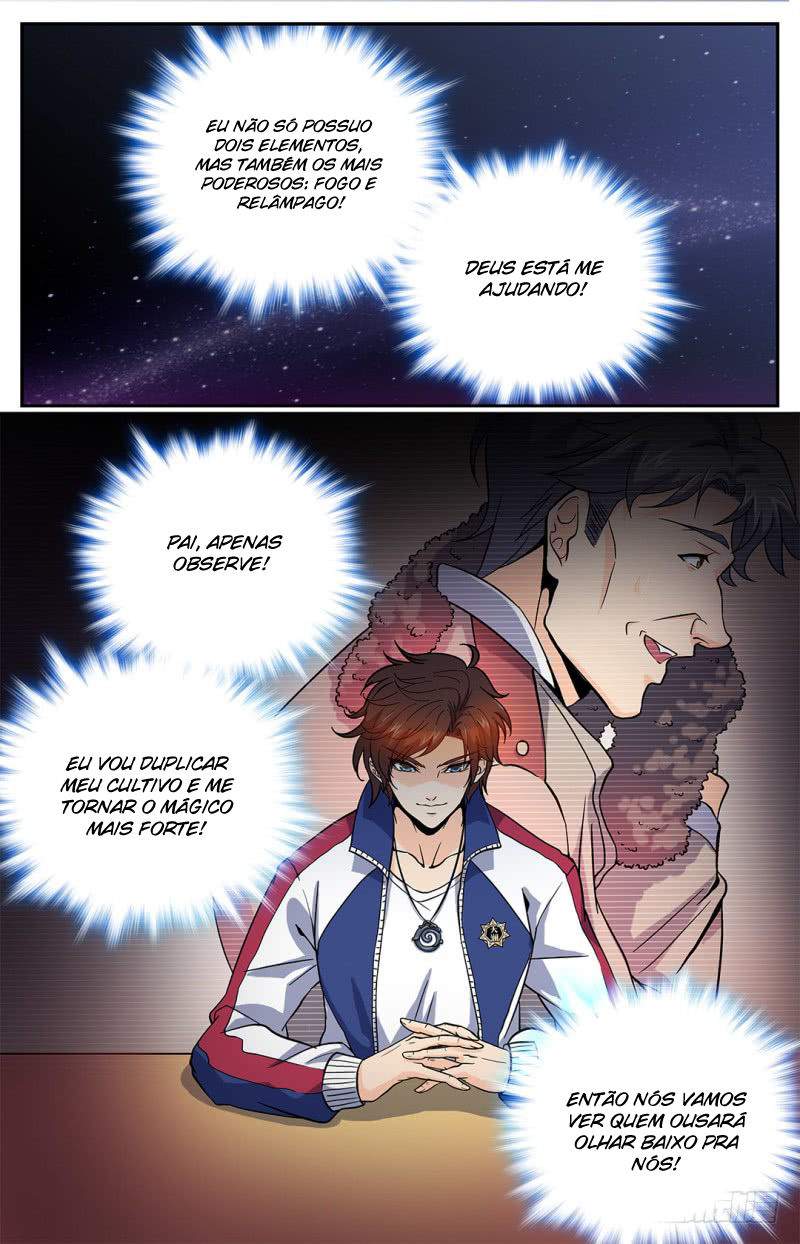 EU NÃO SÓ POSSUO
DOIS ELEMENTOS,
MAS TAMBÉM OS MAIS
PODEROSOS: FOGO E
RELÂMPAGO!
DEUS ESTÁ ME
AJUDANDO!
PAI, APENAS
OBSERVE!
EU VOU DUPLICAR
MEU CULTIVO E ME
TORNAR O MÁGICO
MAIS FORTE!
ENTÃO NÓS VAMOS
VER QUEM OUSARÁ
OLHAR BAIXO PRA
NÓS!